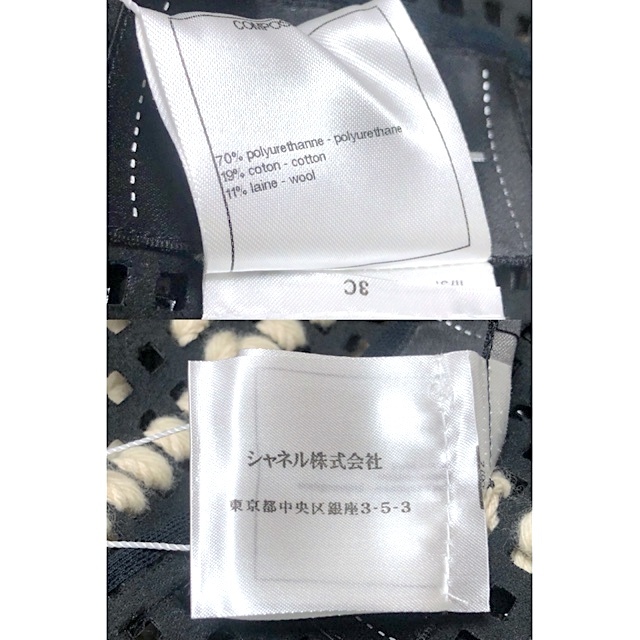 COMPOS
70% polyurethanne - polyurethane
19% coton - cotton
11% laine - wool
3C
シャネル株式会社
東京都中央区銀座3-5-3